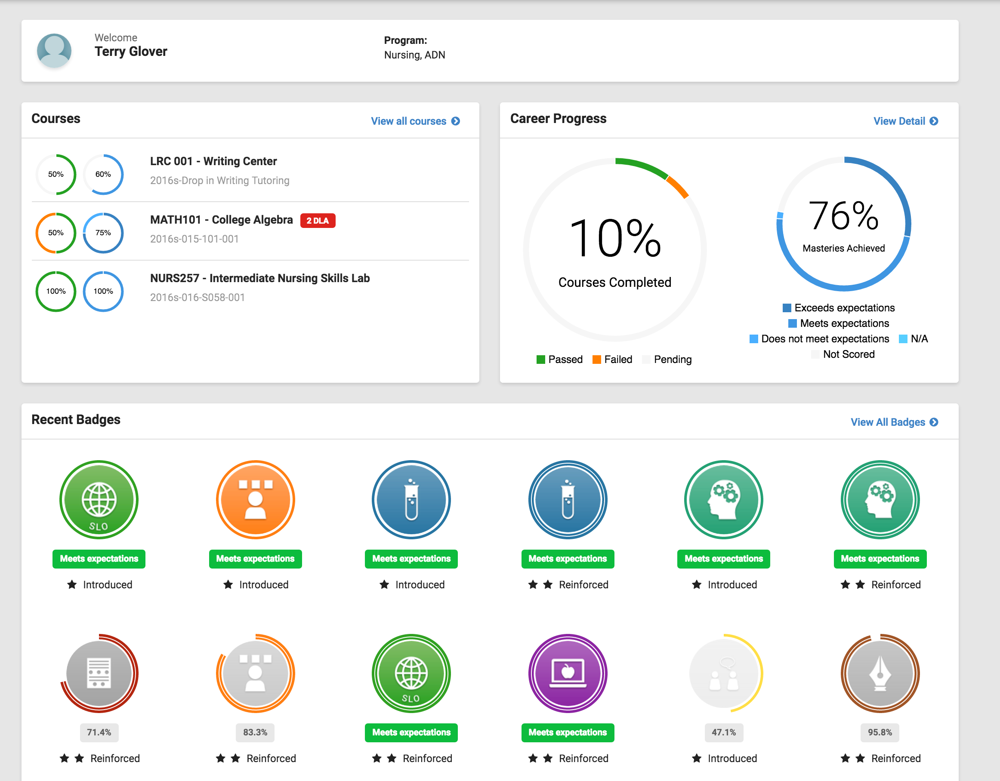 Welcome
Terry Glover
Program:
Nursing, ADN
Courses
View all courses
50%
60%
LRC 001 - Writing Center
2016s-Drop in Writing Tutoring
50%
75%
MATH101 - College Algebra
2 DLA
2016s-015-101-001
100%
100%
NURS257 - Intermediate Nursing Skills Lab
2016s-016-S058-001
Career Progress
View Detail
10%
Courses Completed
Passed Failed Pending
76%
Masteries Achieved
Exceeds expectations
Meets expectations
Does not meet expectations N/A
Not Scored
Recent Badges
View All Badges
SLO
Meets expectations Meets expectations Meets expectations Meets expectations Meets expectations Meets expectations
Introduced Introduced Introduced Reinforced Introduced Reinforced
SLO
71.4% 83.3% Meets expectations Meets expectations 47.1% 95.8%
Reinforced Reinforced Reinforced Reinforced Introduced Reinforced